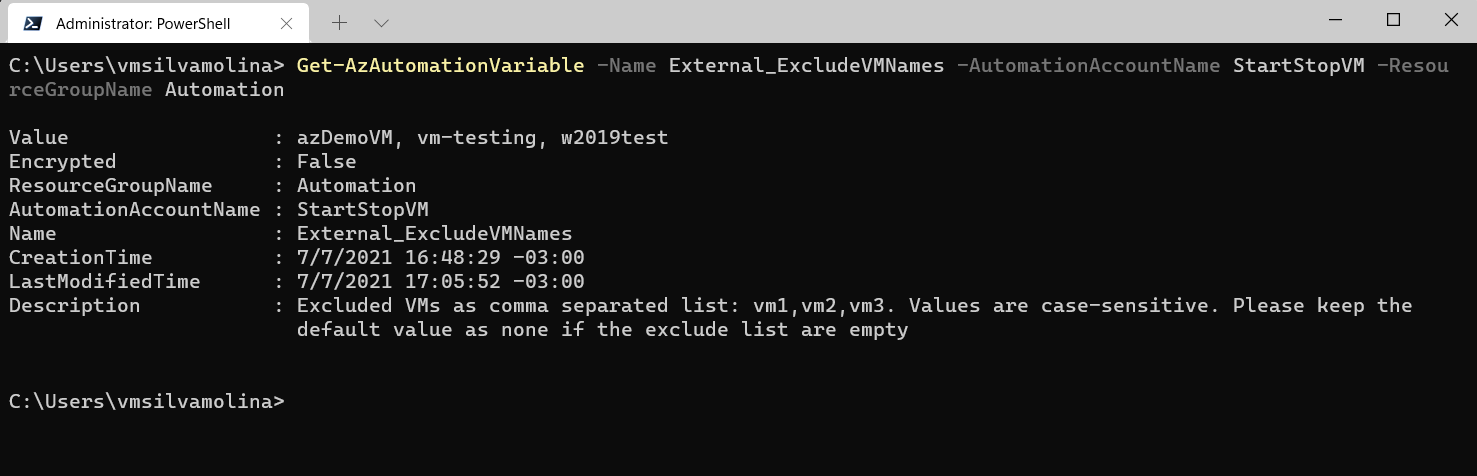 Administrator: PowerShell
C:\Users\vmsilvamolina> Get-AzAutomationVariable -Name External_ExcludeVMNames -AutomationAccountName StartStopVM -Resou
rceGroupName Automation
Value : azDemoVM, vm-testing, w2019test
Encrypted : False
ResourceGroupName : Automation
AutomationAccountName : StartStopVM
Name : External_ExcludeVMNames
CreationTime : 7/7/2021 16:48:29 -03:00
LastModifiedTime : 7/7/2021 17:05:52 -03:00
Description : Excluded VMs as comma separated list: vm1,vm2,vm3. Values are case-sensitive. Please keep the
default value as none if the exclude list are empty
C:\Users\vmsilvamolina>